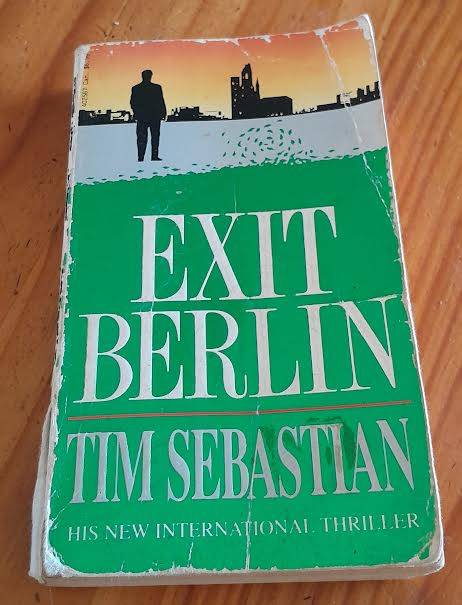 EXIT
BERLIN
TIM SEBASTIAN
HIS NEW INTERNATIONAL THRILLER